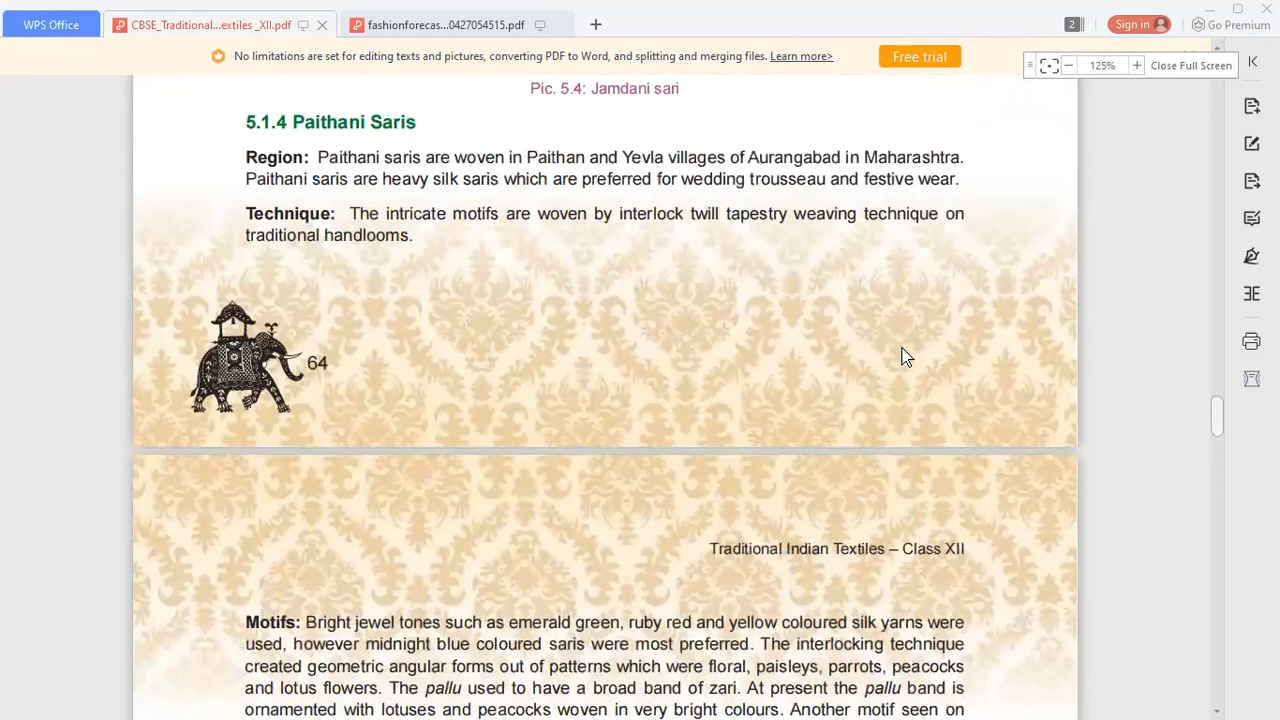 WPS Office
CBSE_Traditional...extiles _XII.pdf
fashionforecas...0427054515.pdf
2
Sign in
Go Premium
No limitations are set for editing texts and pictures, converting PDF to Word, and splitting and merging files. Learn more>
Free trial
125%
Close Full Screen
Pic. 5.4: Jamdani sari
5.1.4 Paithani Saris
Region: Paithani saris are woven in Paithan and Yevla villages of Aurangabad in Maharashtra.
Paithani saris are heavy silk saris which are preferred for wedding trousseau and festive wear.
Technique: The intricate motifs are woven by interlock twill tapestry weaving technique on
traditional handlooms.
64
Traditional Indian Textiles – Class XII
Motifs: Bright jewel tones such as emerald green, ruby red and yellow coloured silk yarns were
used, however midnight blue coloured saris were most preferred. The interlocking technique
created geometric angular forms out of patterns which were floral, paisleys, parrots, peacocks
and lotus flowers. The pallu used to have a broad band of zari. At present the pallu band is
ornamented with lotuses and peacocks woven in very bright colours. Another motif seen on